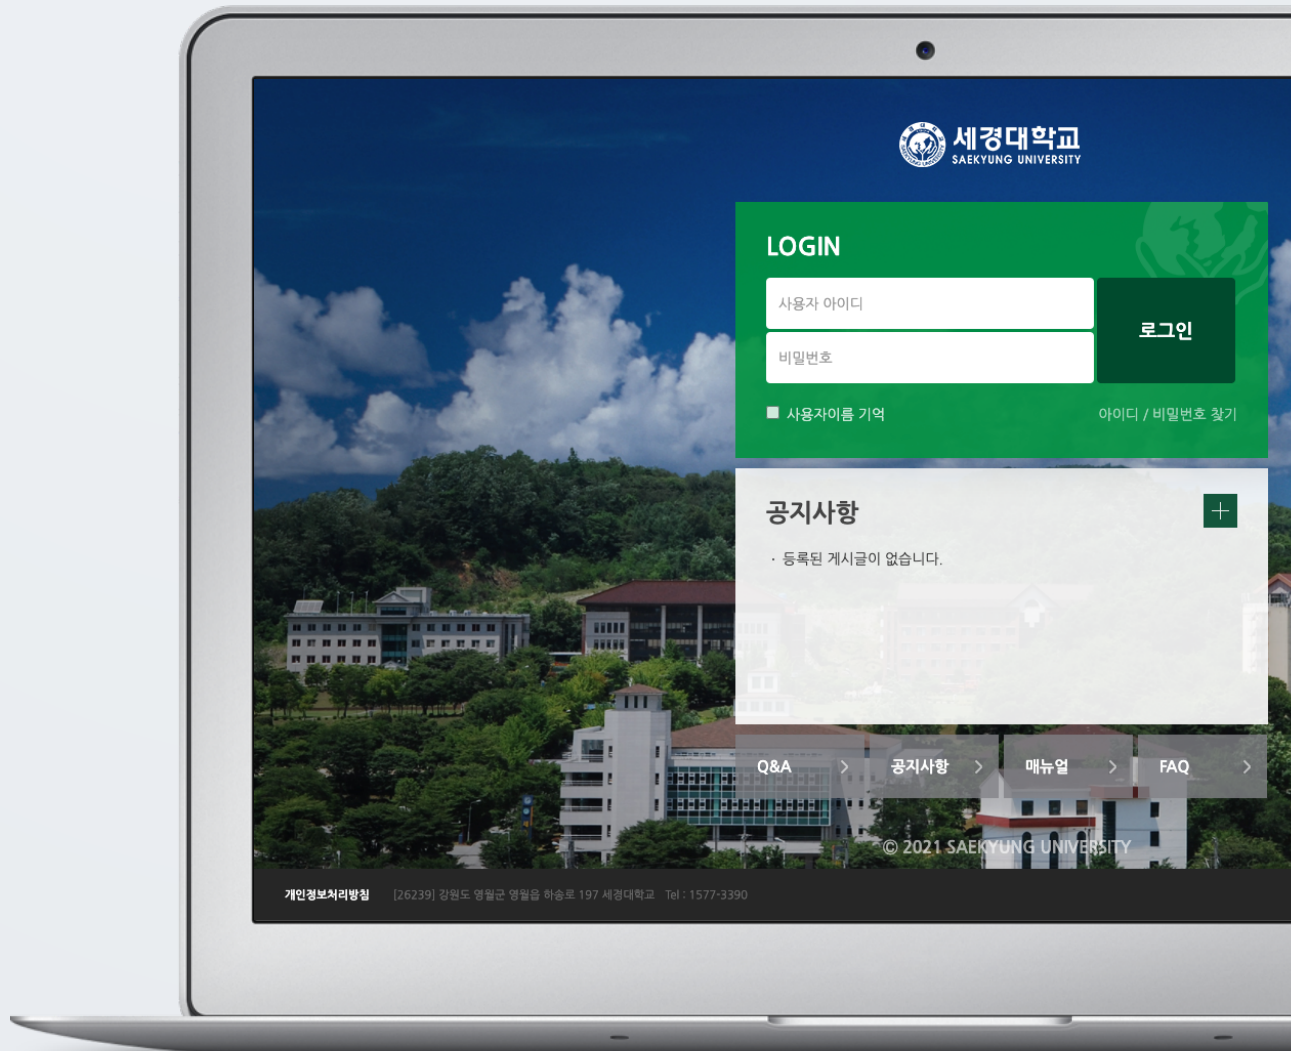 세경대학교
SAEKYUNG UNIVERSITY
LOGIN
사용자 아이디
비밀번호
로그인
사용자이름 기억
아이디 / 비밀번호 찾기
공지사항
· 등록된 게시글이 없습니다.
Q&A
공지사항
매뉴얼
FAQ
© 2021 SAEKYUNG UNIVERSITY
개인정보처리방침 [26239] 강원도 영월군 영월읍 하송로 197 세경대학교 Tel : 1577-3390